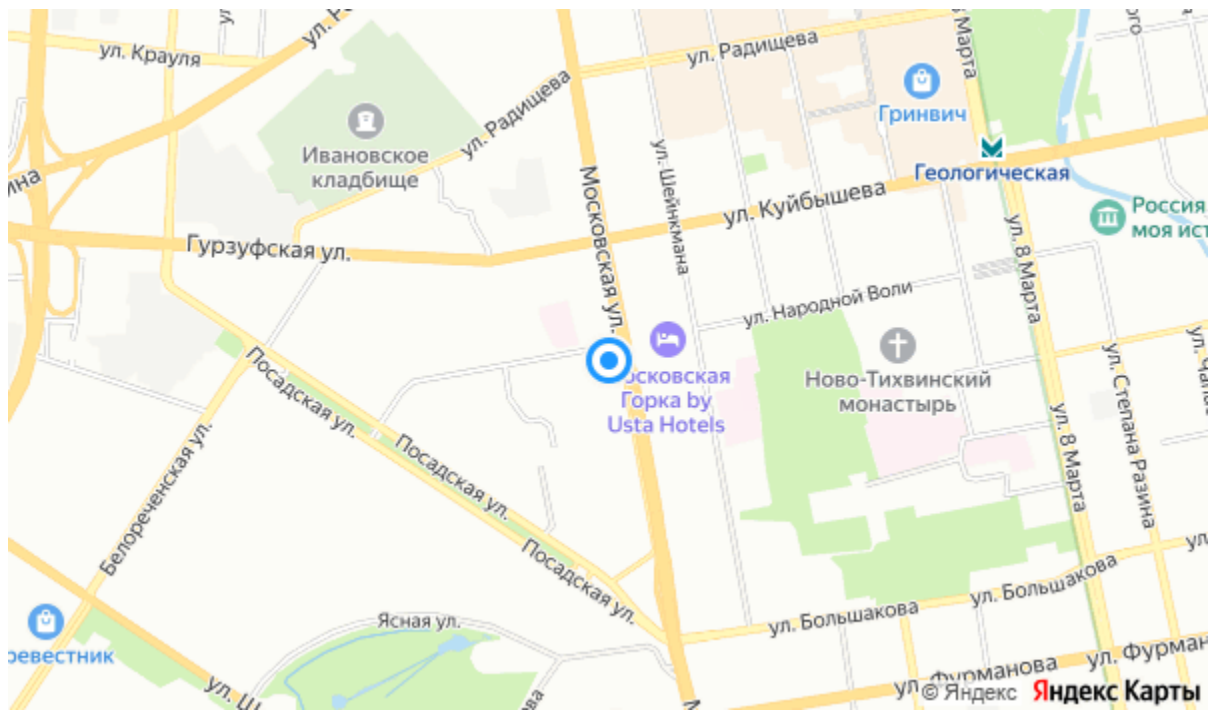 ул. Крауля
ул. Радищева
8 Марта
Гринвич
ул. Радищева
Ивановское
кладбище
ул. Шейнкмана
Московская ул.
Геологическая
ул. Куйбышева
Россия
моя ист
Гурзуфская ул.
ул. 8 Марта
ул. Народной Воли
Посадская ул.
осковская
Горка by
Usta Hotels
Ново-Тихвинский
монастырь
ул. Степана Разина
ул. 8 Марта
Белореченская ул.
Посадская ул.
Посадская ул.
ул. Большакова
ул. Большакова
Ясная ул.
ревестник
ул. Фурманова
ул. Фурман
© Яндекс Яндекс Карты